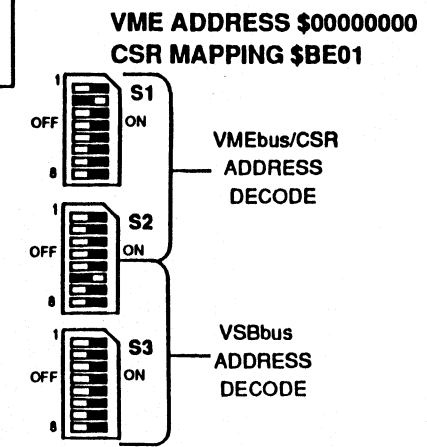 VME ADDRESS $00000000
CSR MAPPING $BE01
1
S1
OFF
ON
8
VMEbus/CSR
ADDRESS
DECODE
1
S2
OFF
ON
8
1
S3
OFF
ON
8
VSBbus
ADDRESS
DECODE